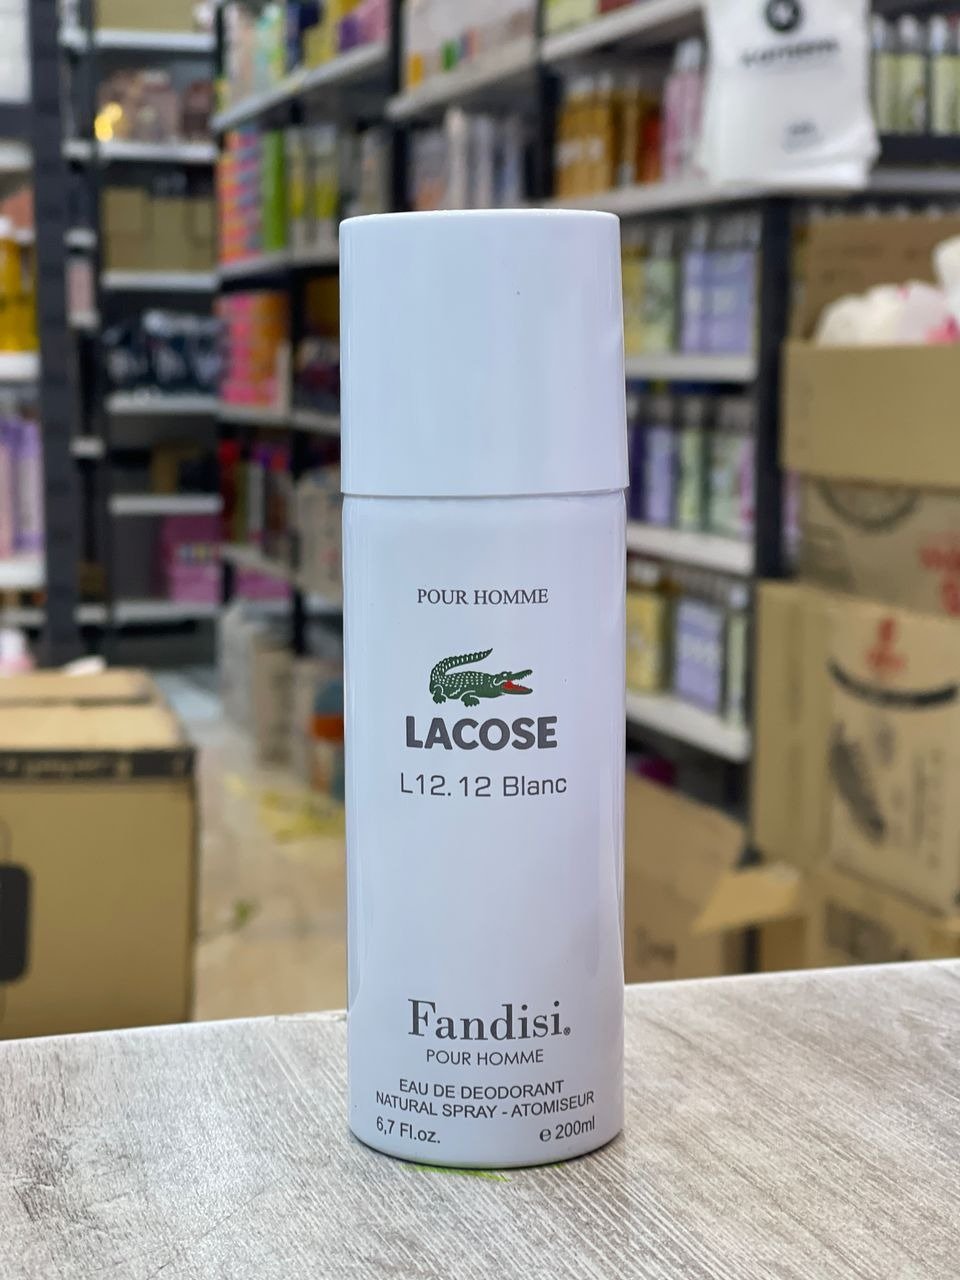 POUR HOMME
LACOSE
L12.12 Blanc
Fandisi®
POUR HOMME
EAU DE DEODORANT
NATURAL SPRAY - ATOMISEUR
6,7 Fl.oz.
℮ 200ml